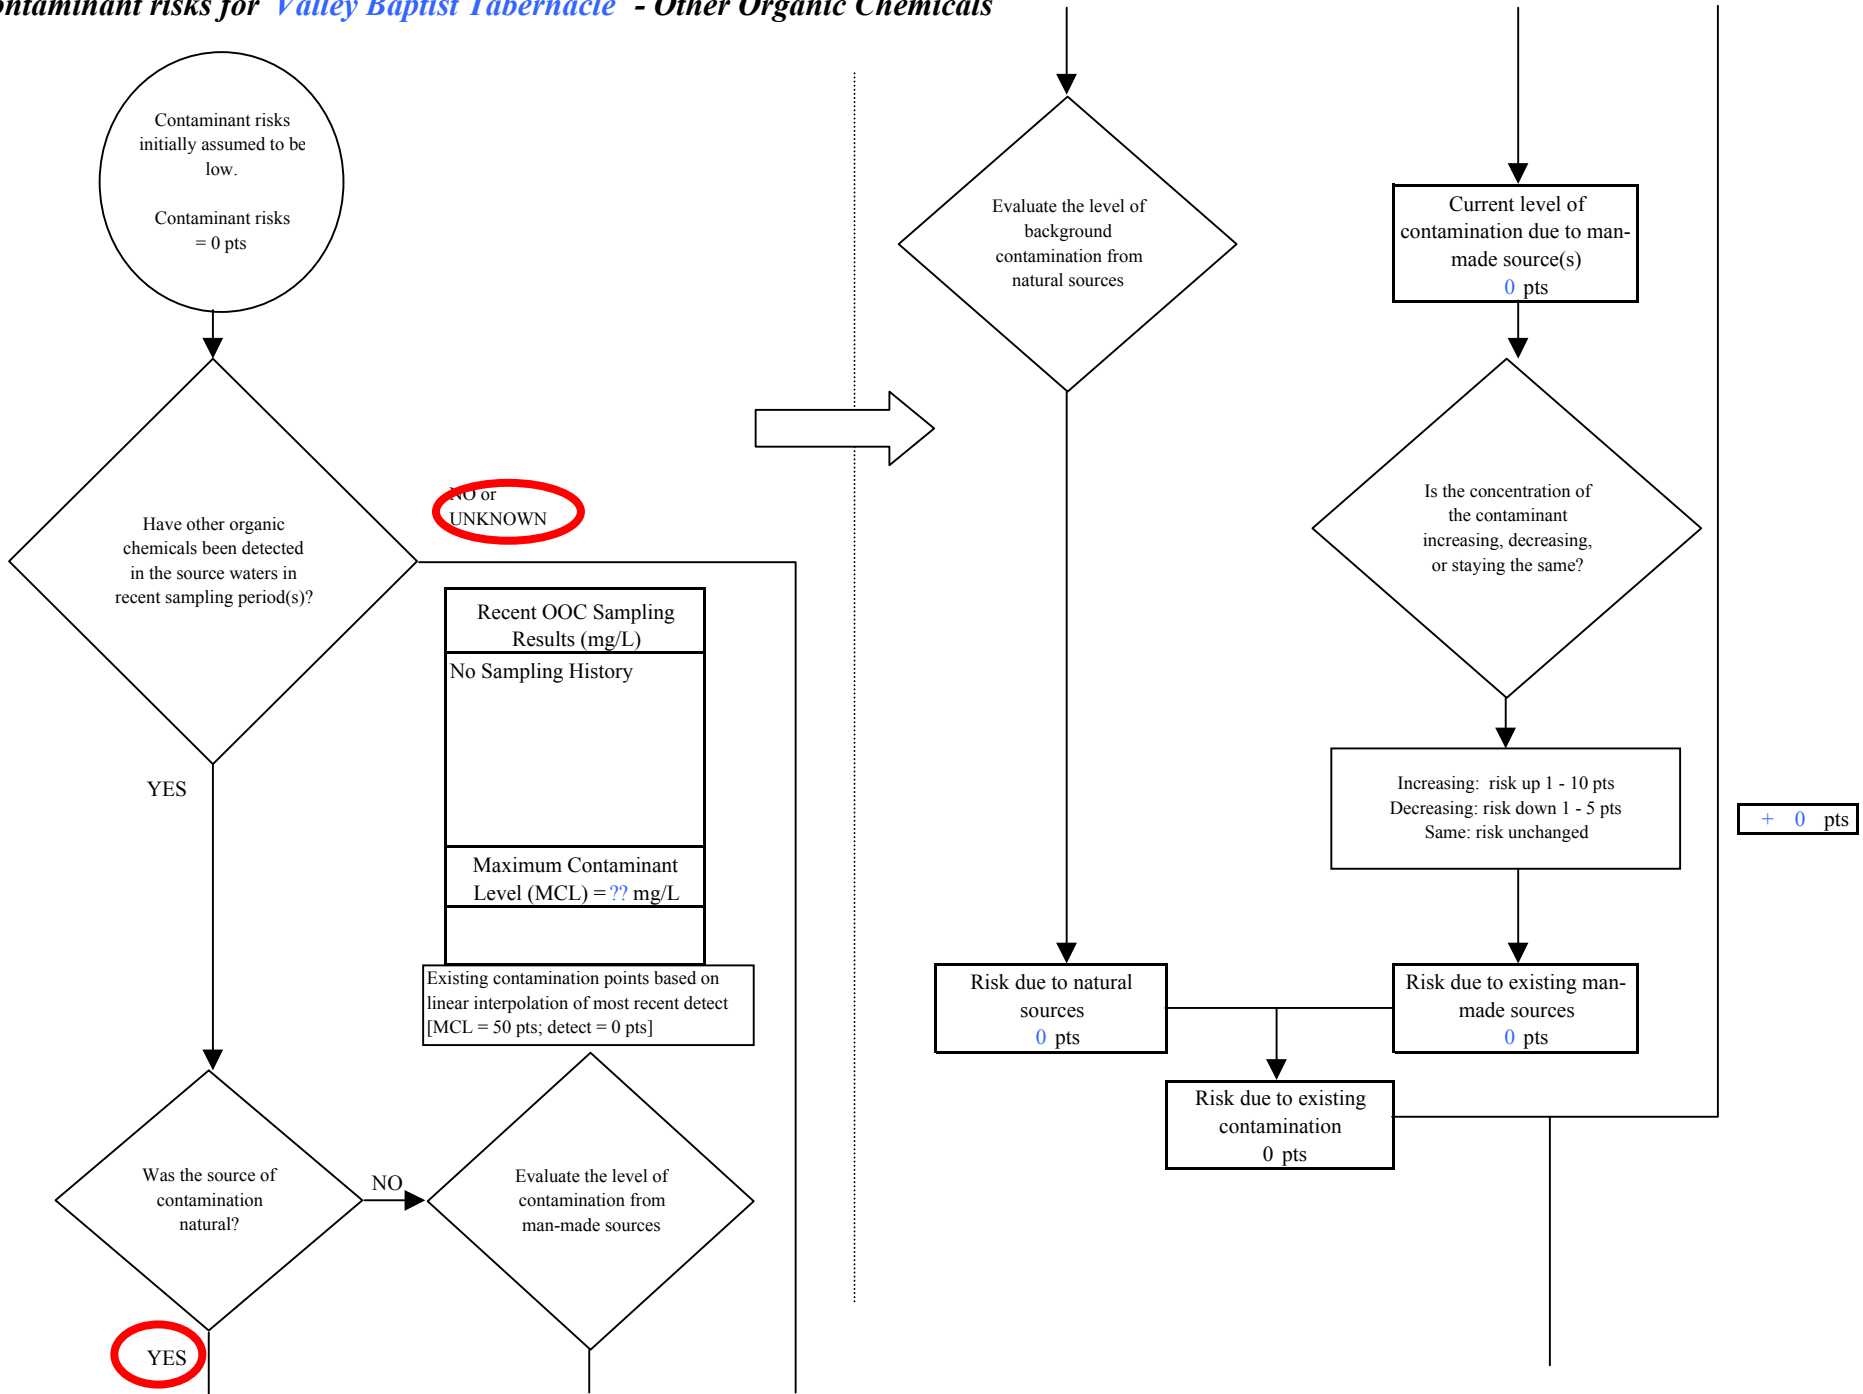 ontaminant risks for Valley Baptist Tabernacle - Other Organic Chemicals
Contaminant risks
initially assumed to be
low.
Contaminant risks
= 0 pts
Have other organic
chemicals been detected
in the source waters in
recent sampling period(s)?
NO or
UNKNOWN
YES
Recent OOC Sampling
Results (mg/L)
No Sampling History
Maximum Contaminant
Level (MCL) = ?? mg/L
Existing contamination points based on
linear interpolation of most recent detect
[MCL = 50 pts; detect = 0 pts]
Was the source of
contamination
natural?
NO
YES
Evaluate the level of
contamination from
man-made sources
Evaluate the level of
background
contamination from
natural sources
Current level of
contamination due to man-
made source(s)
0 pts
Is the concentration of
the contaminant
increasing, decreasing,
or staying the same?
Increasing: risk up 1 - 10 pts
Decreasing: risk down 1 - 5 pts
Same: risk unchanged
+ 0 pts
Risk due to natural
sources
0 pts
Risk due to existing man-
made sources
0 pts
Risk due to existing
contamination
0 pts